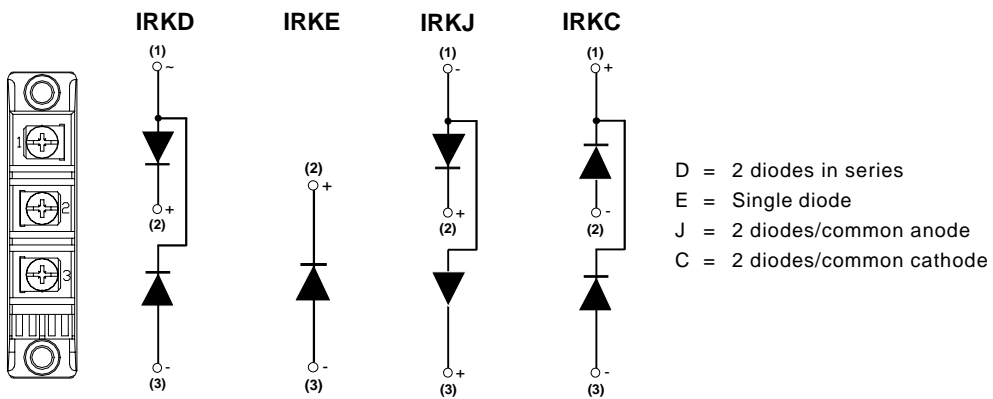 IRKD IRKE IRKJ IRKC
(1) (1) (1)
~ - +
1
(2)
+
2
+ + -
(2) (2) (2)
3
- - + -
(3) (3) (3) (3)
D = 2 diodes in series
E = Single diode
J = 2 diodes/common anode
C = 2 diodes/common cathode